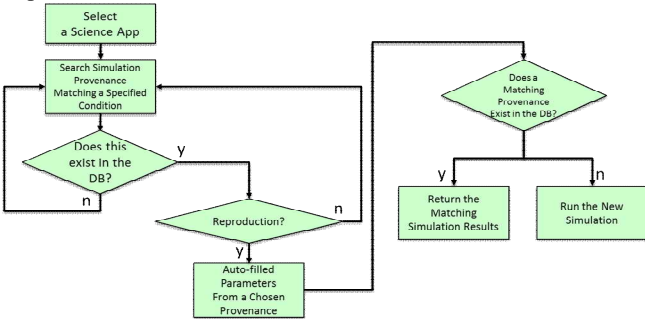 Select
a Science App
Search Simulation
Provenance
Matching a Specified
Condition
Does this
exist in the
DB?
y
n
Reproduction?
n
y
Auto-filled
Parameters
From a Chosen
Provenance
Does a
Matching
Provenance
Exist in the DB?
y
n
Return the
Matching
Simulation Results
Run the New
Simulation